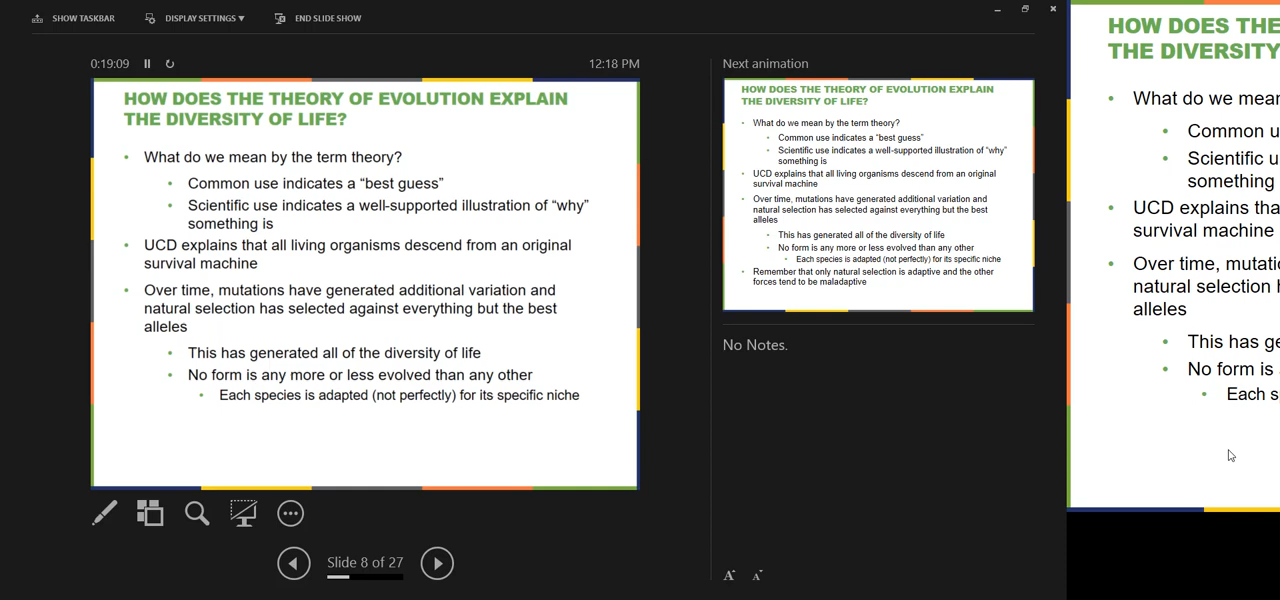 SHOW TASKBAR
DISPLAY SETTINGS ▼
END SLIDE SHOW
0:19:09
12:18 PM
HOW DOES THE THEORY OF EVOLUTION EXPLAIN
THE DIVERSITY OF LIFE?
• What do we mean by the term theory?
• Common use indicates a “best guess”
• Scientific use indicates a well-supported illustration of “why”
something is
• UCD explains that all living organisms descend from an original
survival machine
• Over time, mutations have generated additional variation and
natural selection has selected against everything but the best
alleles
• This has generated all of the diversity of life
• No form is any more or less evolved than any other
• Each species is adapted (not perfectly) for its specific niche
Slide 8 of 27
Next animation
HOW DOES THE THEORY OF EVOLUTION EXPLAIN
THE DIVERSITY OF LIFE?
• What do we mean by the term theory?
• Common use indicates a “best guess”
• Scientific use indicates a well-supported illustration of “why”
something is
• UCD explains that all living organisms descend from an original
survival machine
• Over time, mutations have generated additional variation and
natural selection has selected against everything but the best
alleles
• This has generated all of the diversity of life
• No form is any more or less evolved than any other
• Each species is adapted (not perfectly) for its specific niche
• Remember that only natural selection is adaptive and the other
forces tend to be maladaptive
No Notes.
A A
HOW DOES THE
THE DIVERSITY
• What do we mean
• Common u
• Scientific u
something
• UCD explains tha
survival machine
• Over time, mutatio
natural selection h
alleles
• This has ge
• No form is
• Each sp